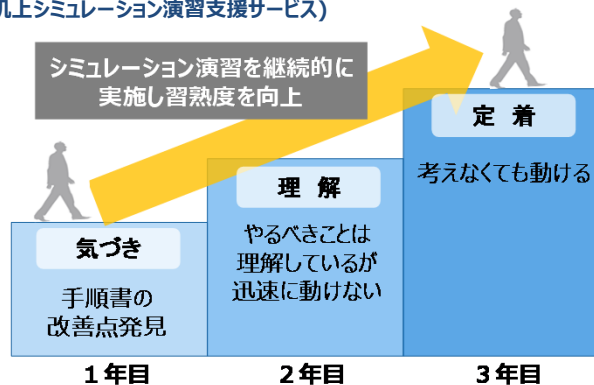 机上シミュレーション演習支援サービス)
シミュレーション演習を継続的に
実施し習熟度を向上
気づき
手順書の
改善点発見
理 解
やるべきことは
理解しているが
迅速に動けない
定 着
考えなくても動ける
1年目
2年目
3年目